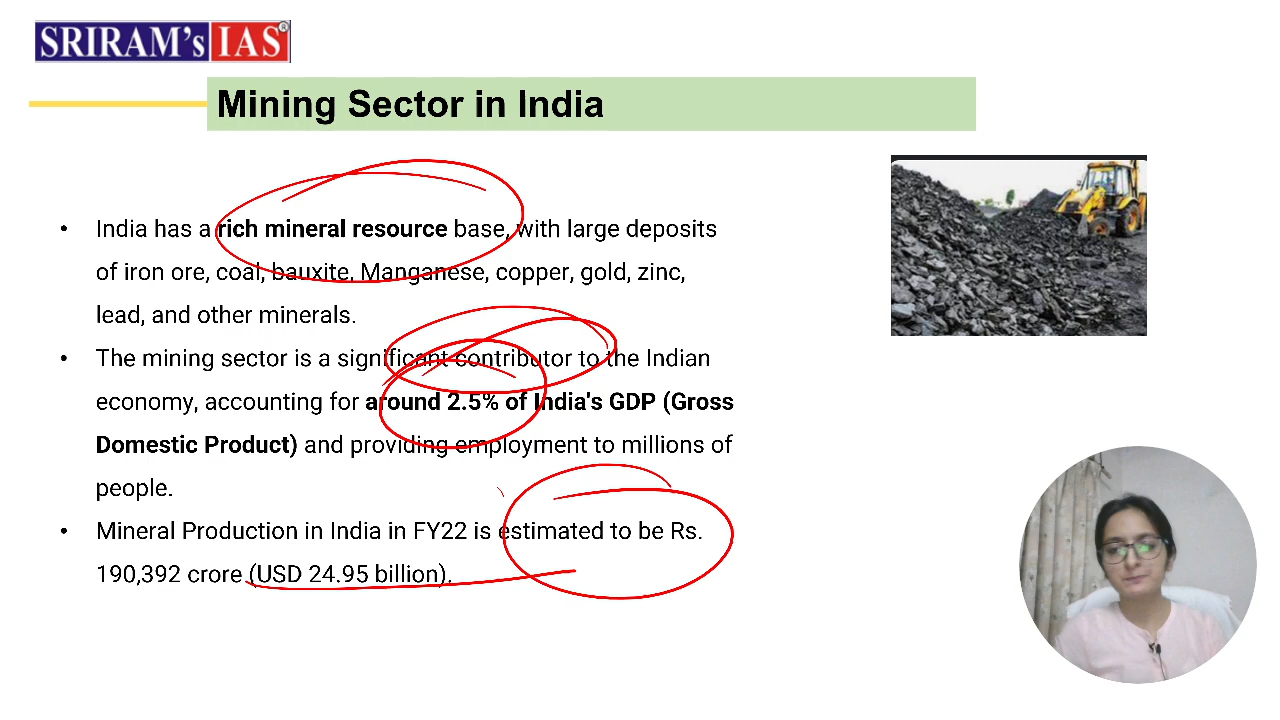 SRIRAM's IAS®
Mining Sector in India
• India has a rich mineral resource base, with large deposits
of iron ore, coal, bauxite, Manganese, copper, gold, zinc,
lead, and other minerals.
• The mining sector is a significant contributor to the Indian
economy, accounting for around 2.5% of India's GDP (Gross
Domestic Product) and providing employment to millions of
people.
• Mineral Production in India in FY22 is estimated to be Rs.
190,392 crore (USD 24.95 billion).